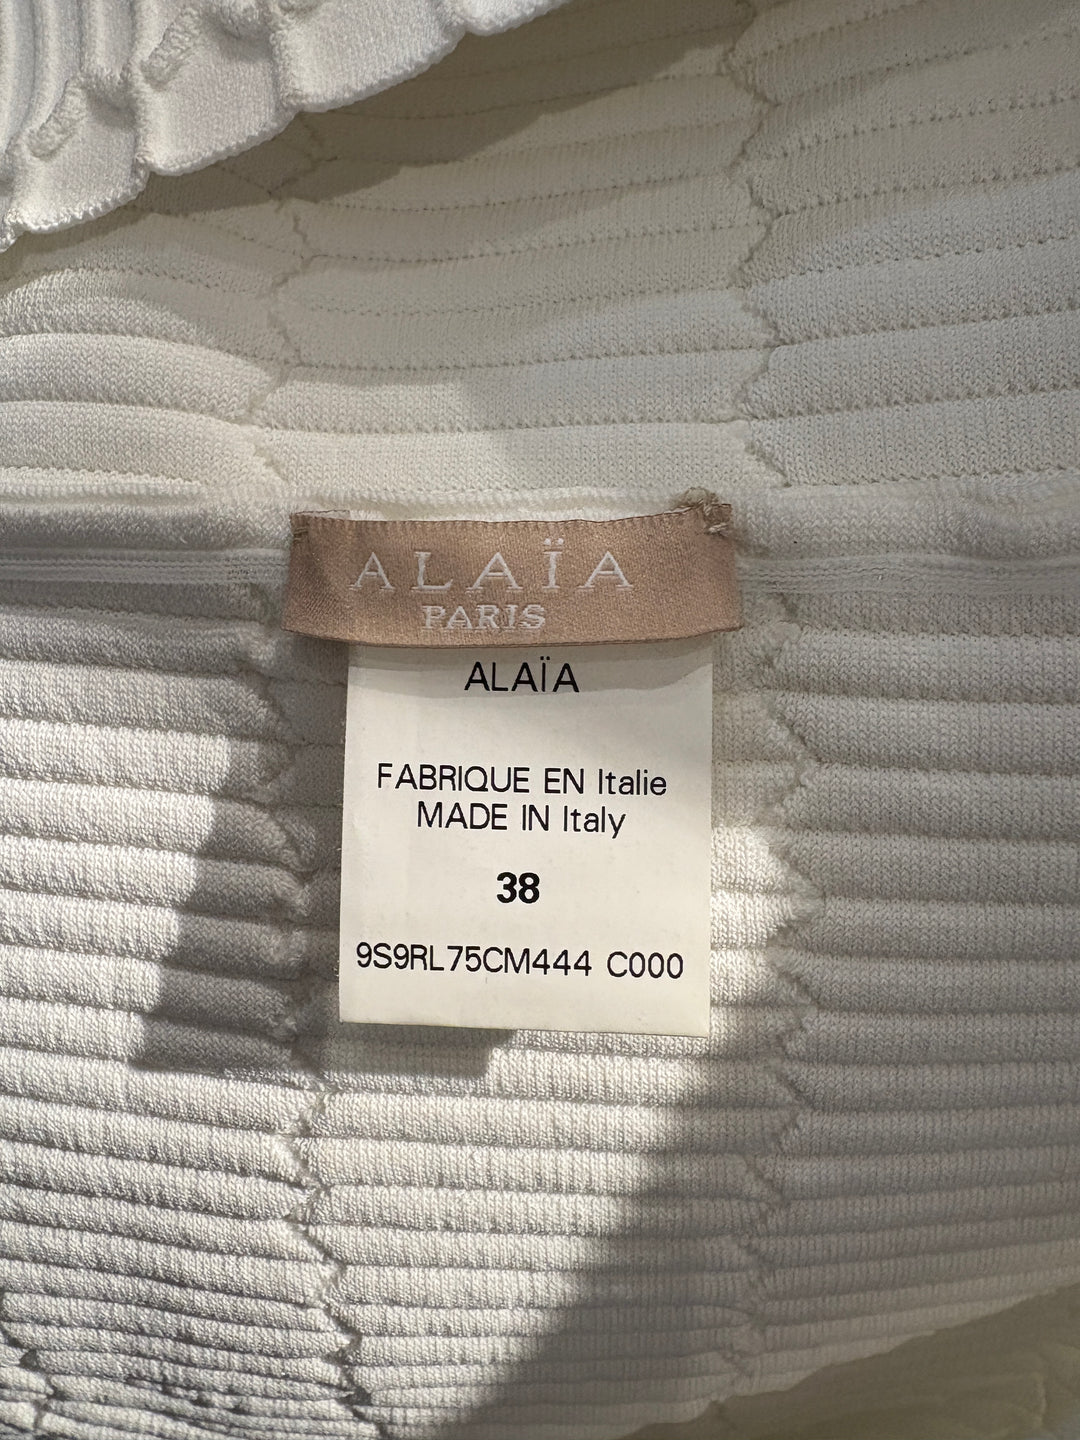 ALAÏA
PARIS
ALAÏA
FABRIQUE EN Italie
MADE IN Italy
38
9S9RL75CM444 C000